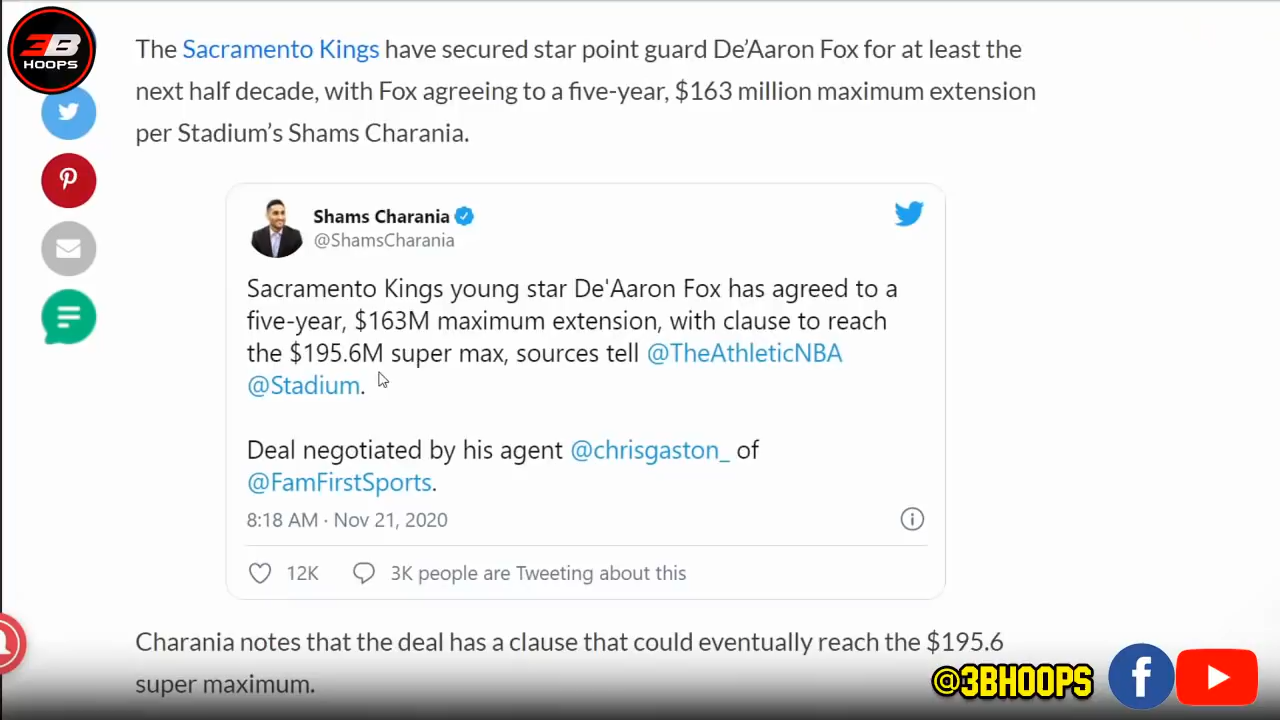 3B
HOOPS
The Sacramento Kings have secured star point guard De’Aaron Fox for at least the
next half decade, with Fox agreeing to a five-year, $163 million maximum extension
per Stadium’s Shams Charania.
Shams Charania
@ShamsCharania
Sacramento Kings young star De'Aaron Fox has agreed to a
five-year, $163M maximum extension, with clause to reach
the $195.6M super max, sources tell @TheAthleticNBA
@Stadium.
Deal negotiated by his agent @chrisgaston_ of
@FamFirstSports.
8:18 AM · Nov 21, 2020
12K 3K people are Tweeting about this
Charania notes that the deal has a clause that could eventually reach the $195.6
super maximum.
@3BHOOPS